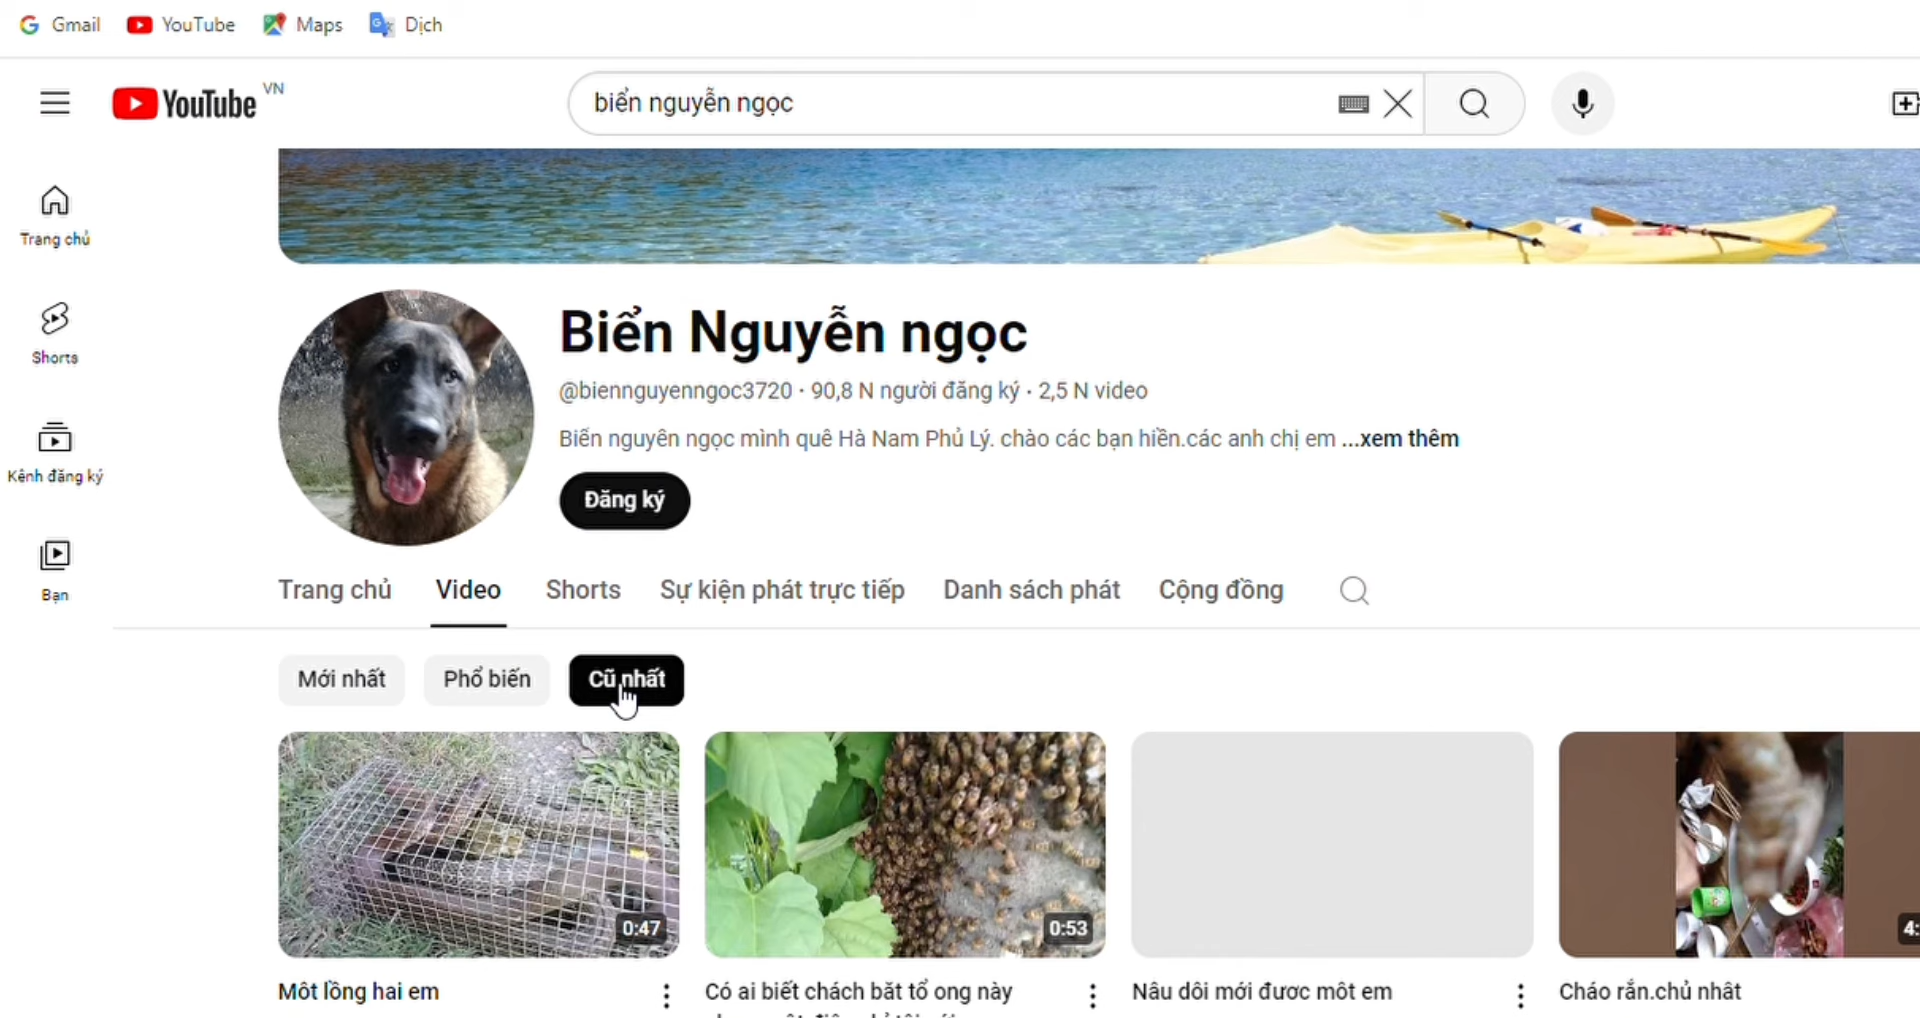 Gmail
YouTube
Maps
Dịch
YouTube VN
biển nguyễn ngọc
Trang chủ
Shorts
Kênh đăng ký
Bạn
Biển Nguyễn ngọc
@biennguyenngoc3720 · 90,8 N người đăng ký · 2,5 N video
Biển nguyên ngọc mình quê Hà Nam Phủ Lý. chào các bạn hiền.các anh chị em ...xem thêm
Đăng ký
Trang chủ
Video
Shorts
Sự kiện phát trực tiếp
Danh sách phát
Cộng đồng
Mới nhất
Phổ biến
Cũ nhất
0:47
0:53
4:
Một lồng hai em
Có ai biết chách bắt tổ ong này
Nâu dôi mới được một em
Cháo rắn.chủ nhât